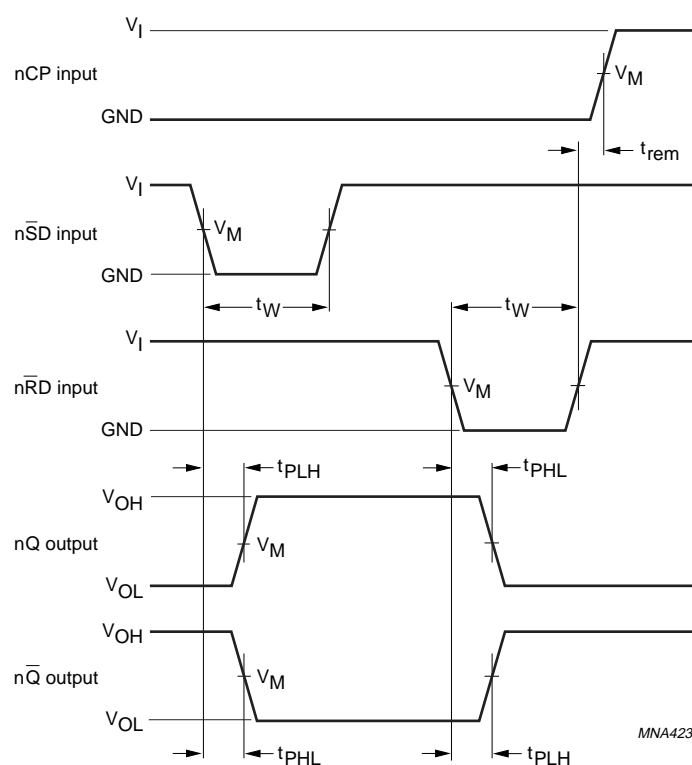 V_I
nCP input
V_M
GND
t_rem
V_I
nS̅D input
V_M
GND
t_W
t_W
V_I
nR̅D input
V_M
GND
t_PLH
t_PHL
V_OH
nQ output
V_M
V_OL
V_OH
nQ̅ output
V_M
V_OL
t_PHL
t_PLH
MNA423